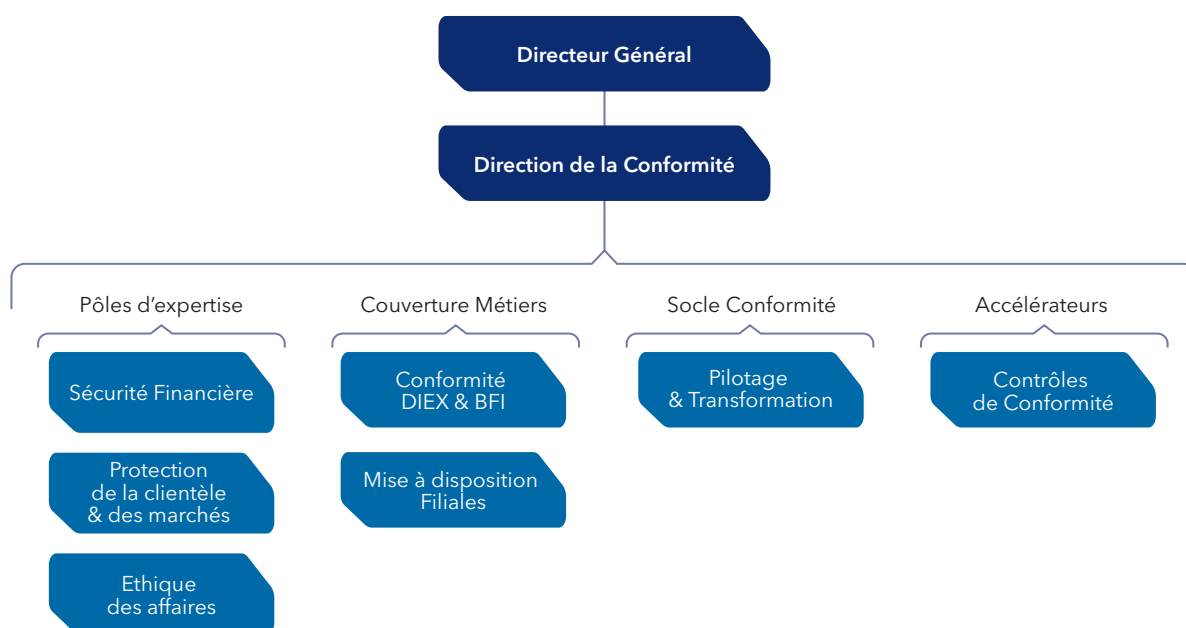 Directeur Général
Direction de la Conformité
Pôles d'expertise
Sécurité Financière
Protection
de la clientèle
& des marchés
Ethique
des affaires
Couverture Métiers
Conformité
DIEX & BFI
Mise à disposition
Filiales
Socle Conformité
Pilotage
& Transformation
Accélérateurs
Contrôles
de Conformité